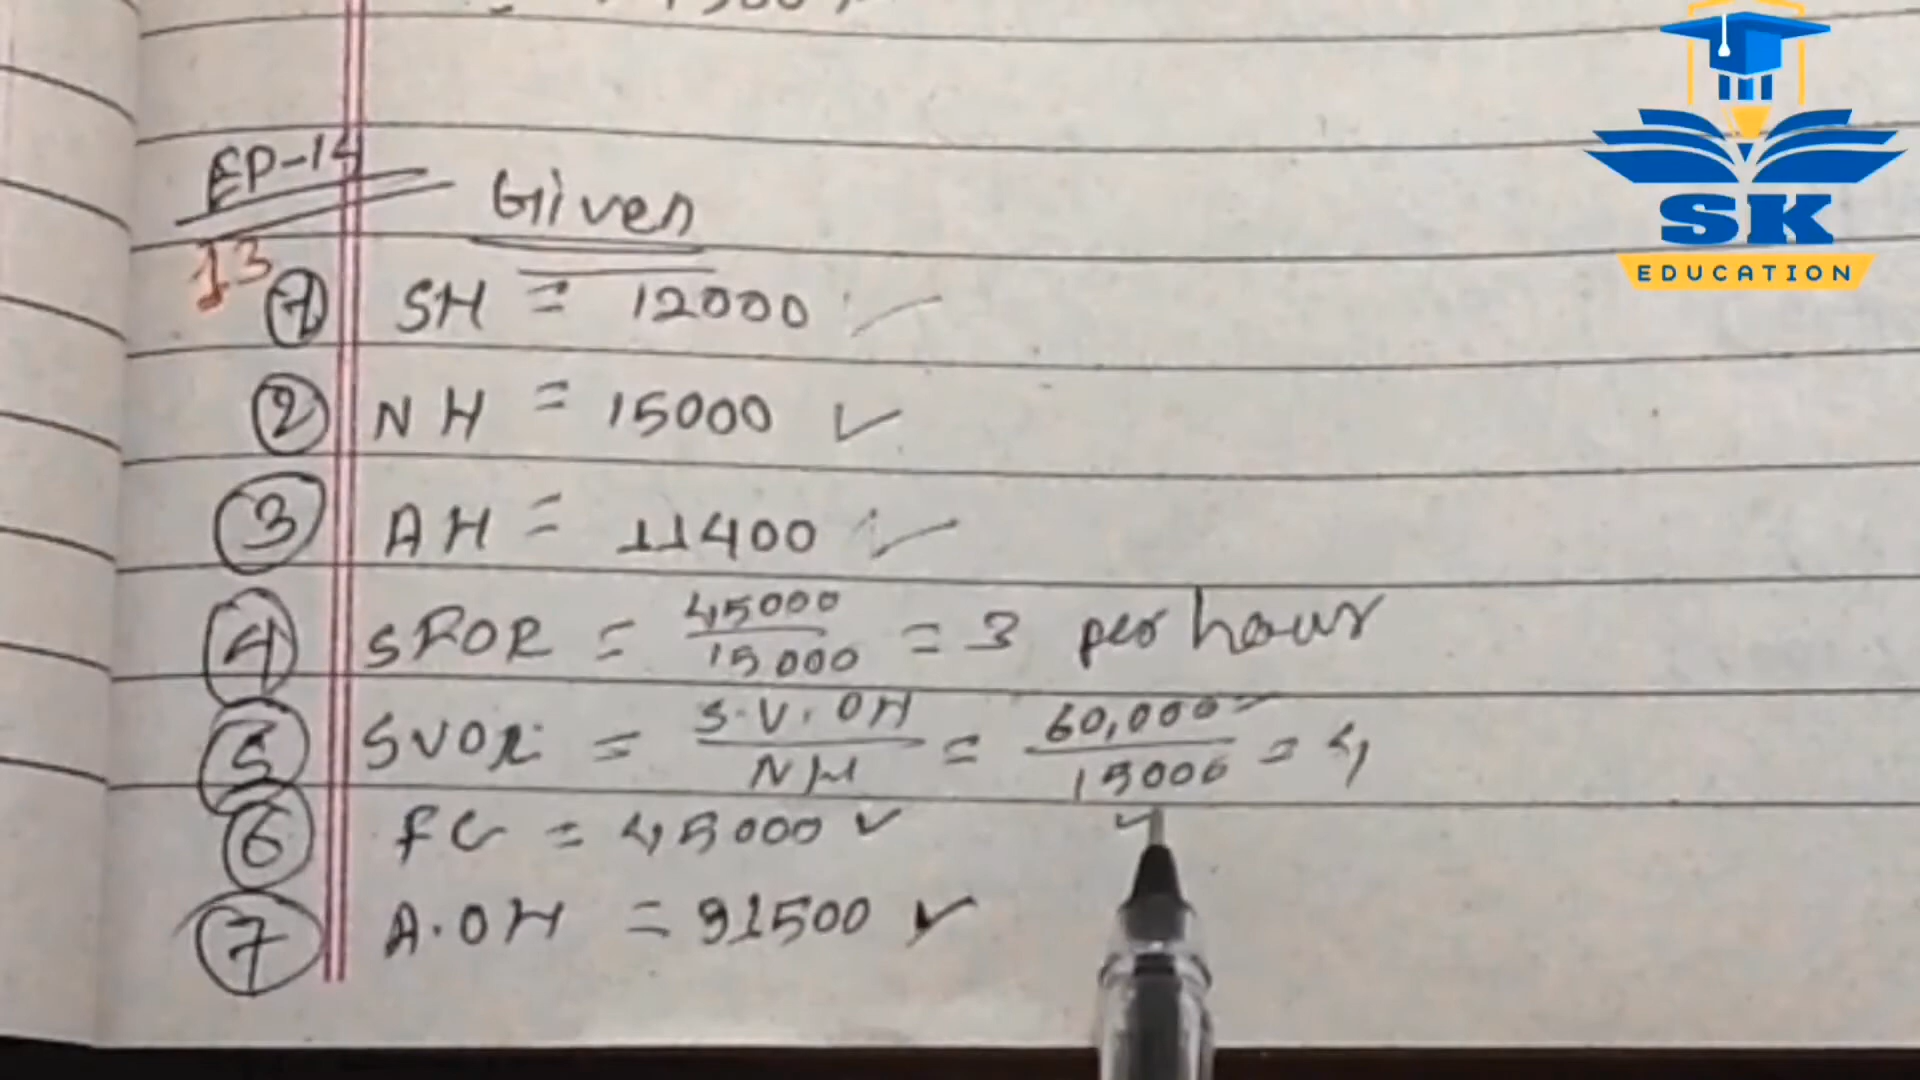 EP-14
Given
13
① SH = 12000
② NH = 15000 ✓
③ AH = 11400 ✓
④ SFOR = 45000/15000 = 3 per hour
⑤ SVOR = S.V.OH/NH = 60,000/15000 = 4
⑥ FC = 45000 ✓
⑦ A.OH = 91500 ✓
SK
EDUCATION